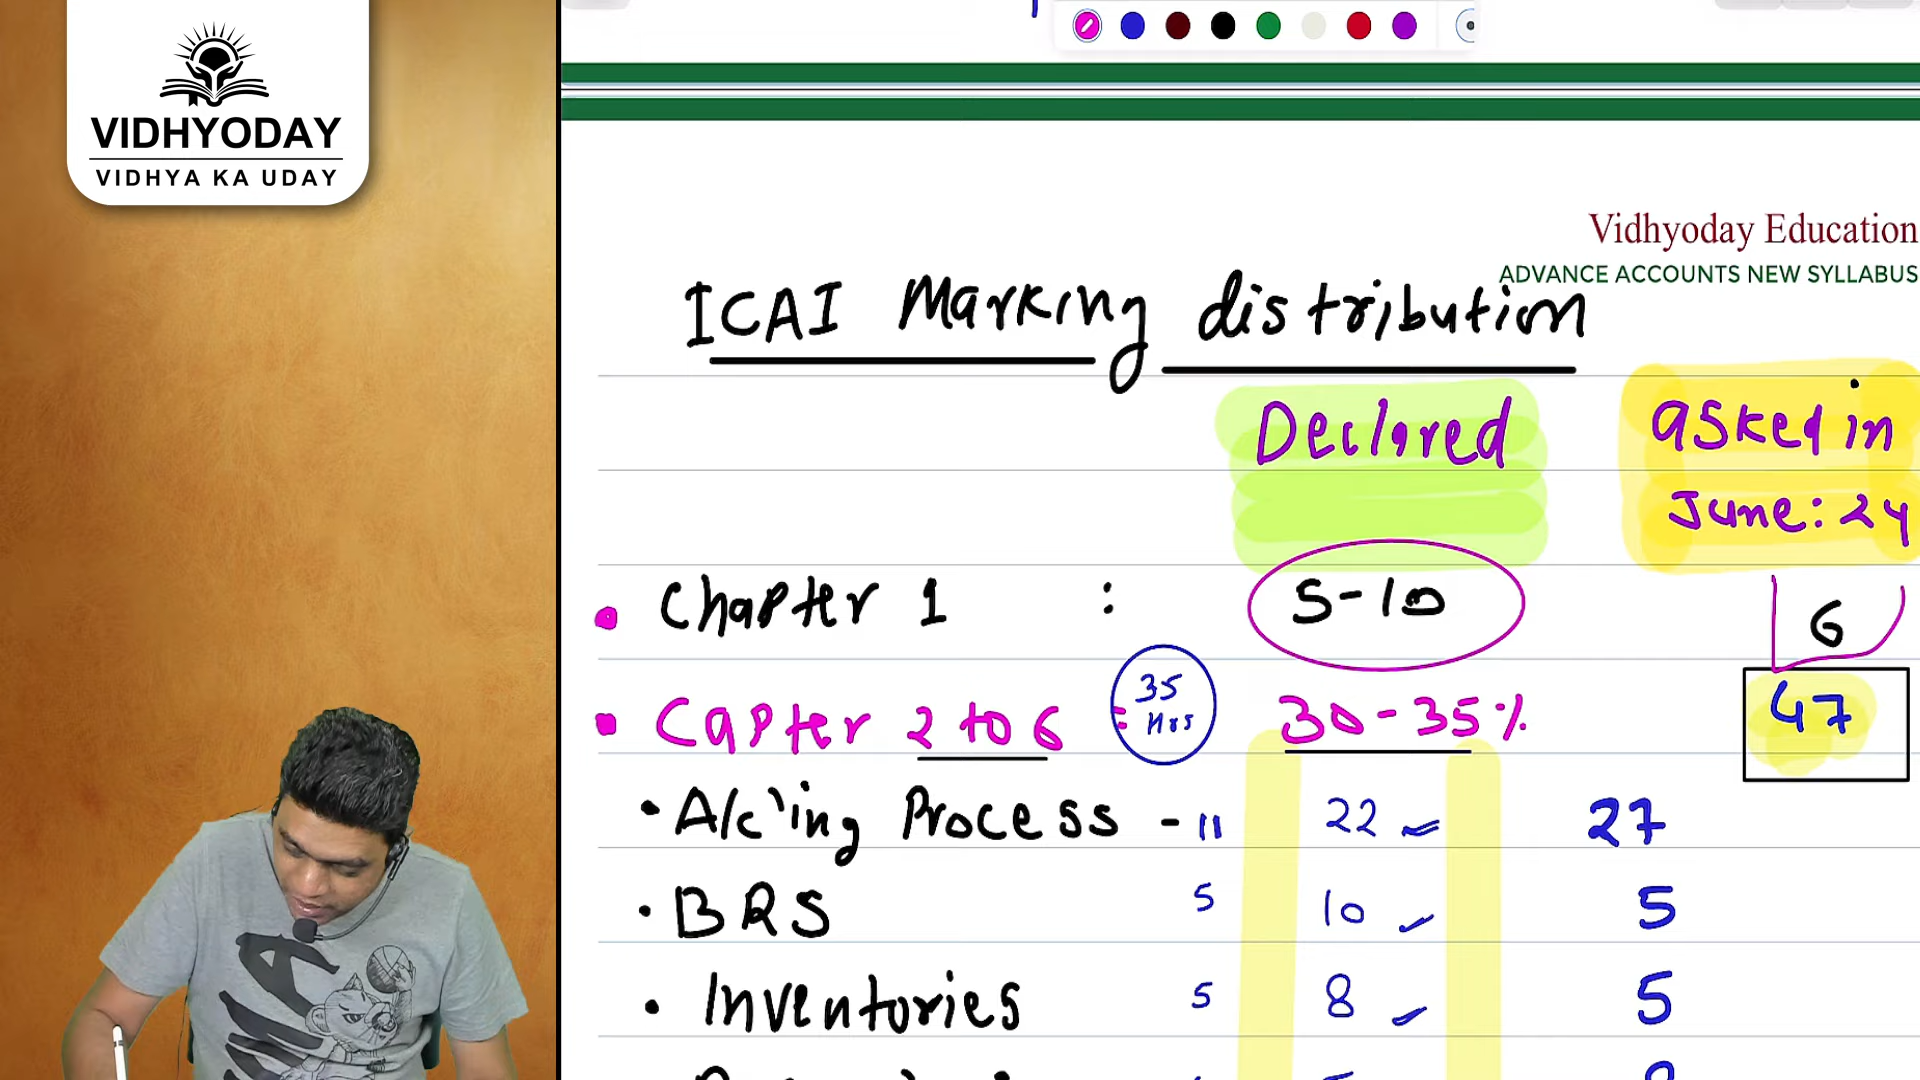 VIDHYODAY
VIDHYA KA UDAY
Vidhyoday Education
ADVANCE ACCOUNTS NEW SYLLABUS
ICAI Marking distribution
Declared asked in
June: 24
• Chapter 1 : 5-10 6
• Capter 2 to 6 : 35 Hrs 30-35% 47
• A/c'ing Process - 11 22 27
• BRS 5 10 5
• Inventories 5 8 5